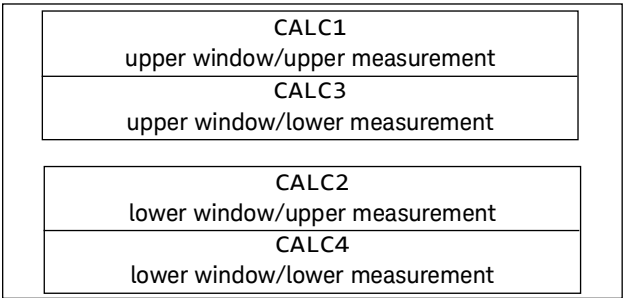 CALC1
upper window/upper measurement
CALC3
upper window/lower measurement
CALC2
lower window/upper measurement
CALC4
lower window/lower measurement